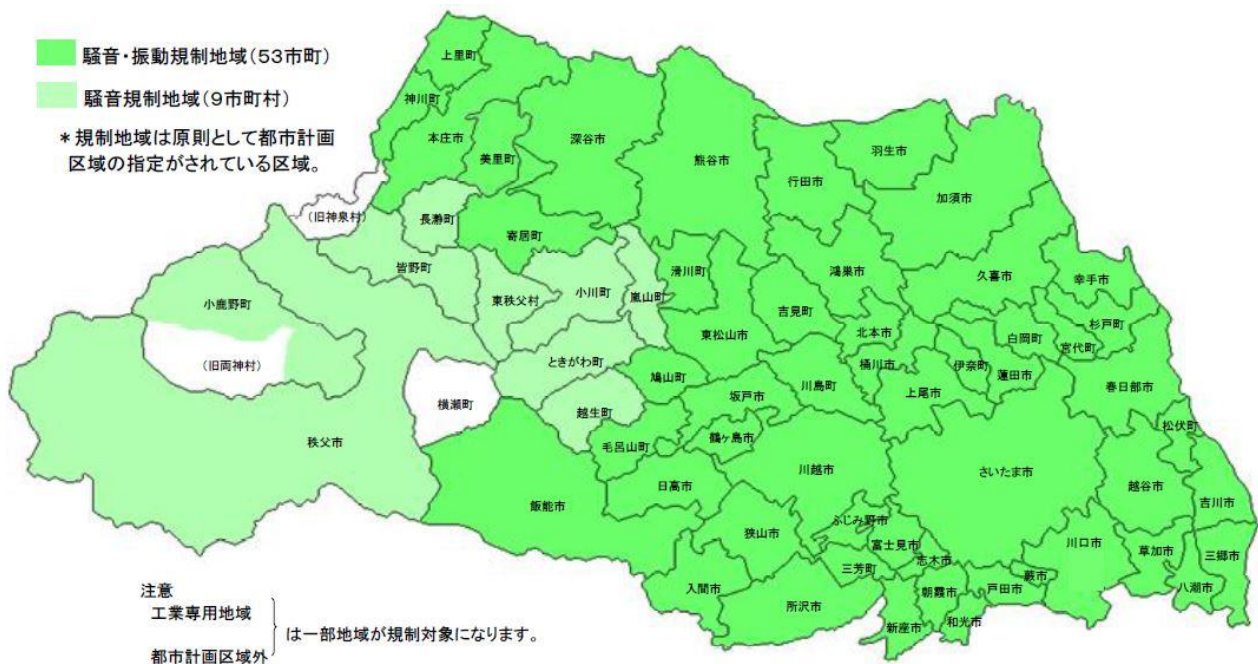 騒音・振動規制地域(53市町)
騒音規制地域(9市町村)
*規制地域は原則として都市計画
区域の指定がされている区域。
上里町
神川町
本庄市
美里町
深谷市
熊谷市
行田市
羽生市
加須市
(旧神泉村)
長瀞町
寄居町
皆野町
東秩父村
小川町
嵐山町
滑川町
鴻巣市
久喜市
幸手市
小鹿野町
吉見町
東松山市
北本市
白岡町
杉戸町
宮代町
(旧両神村)
ときがわ町
鳩山町
川島町
桶川市
伊奈町
蓮田市
上尾市
春日部市
横瀬町
越生町
坂戸市
松伏町
秩父市
毛呂山町
鶴ヶ島市
川越市
さいたま市
越谷市
吉川市
飯能市
日高市
狭山市
ふじみ野市
富士見市
志木市
川口市
草加市
三郷市
入間市
所沢市
三芳町
朝霞市
戸田市
蕨市
八潮市
新座市
和光市
注意
工業専用地域
は一部地域が規制対象になります。
都市計画区域外